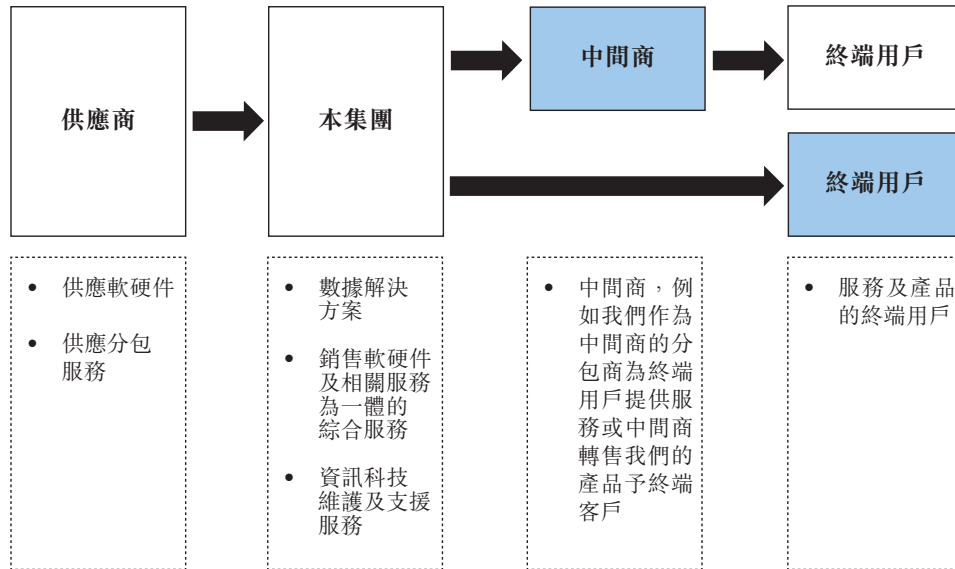 供應商
本集團
中間商
終端用戶
終端用戶
• 供應軟硬件
• 供應分包
服務
• 數據解決
方案
• 銷售軟硬件
及相關服務
為一體的
綜合服務
• 資訊科技
維護及支援
服務
• 中間商，例
如我們作為
中間商的分
包商為終端
用戶提供服
務或中間商
轉售我們的
產品予終端
客戶
• 服務及產品
的終端用戶